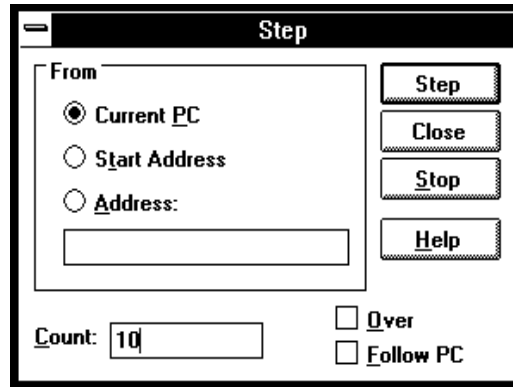 Step
From
Current PC
Start Address
Address:
Step
Close
Stop
Help
Count: 10
Over
Follow PC